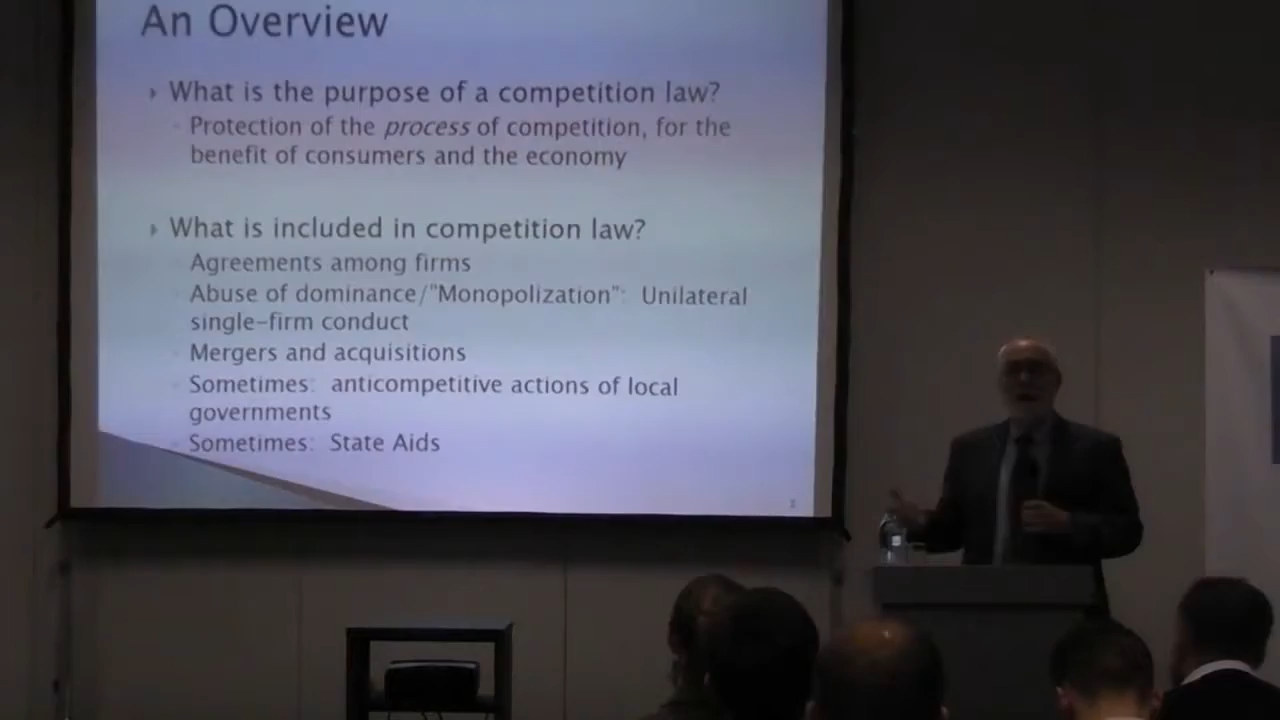 An Overview
What is the purpose of a competition law?
Protection of the process of competition, for the
benefit of consumers and the economy
What is included in competition law?
Agreements among firms
Abuse of dominance/"Monopolization": Unilateral
single-firm conduct
Mergers and acquisitions
Sometimes: anticompetitive actions of local
governments
Sometimes: State Aids